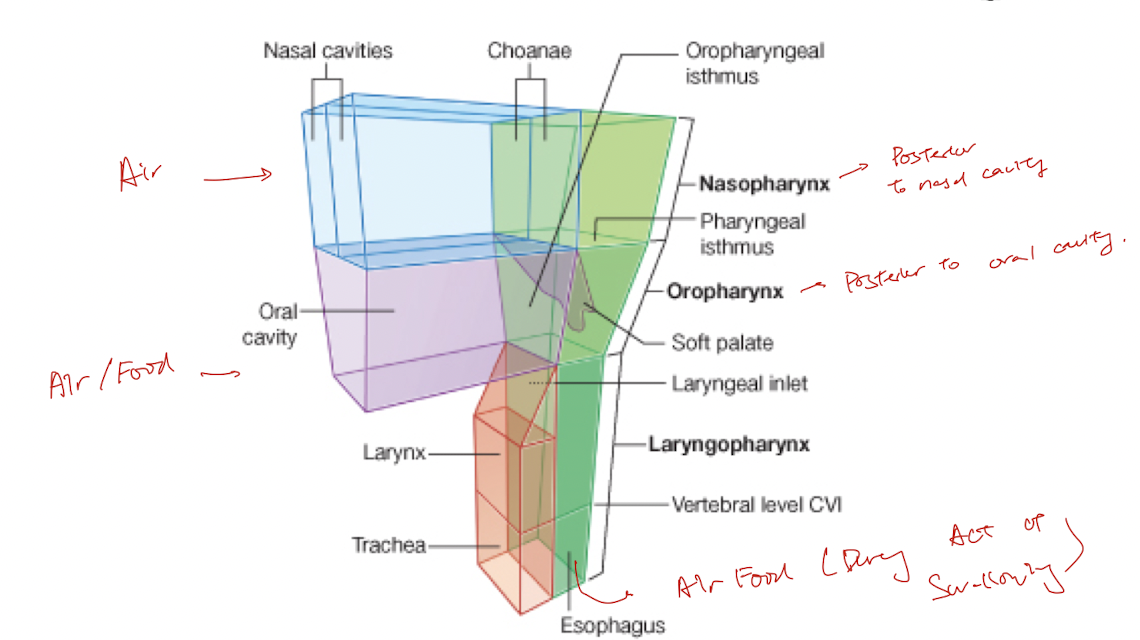 Nasal cavities
Choanae
Oropharyngeal
isthmus
Air
Nasopharynx
Posterior
to nasal cavity
Pharyngeal
isthmus
Oropharynx
Posterior to oral cavity.
Oral
cavity
Soft palate
Air/Food
Laryngeal inlet
Larynx
Laryngopharynx
Vertebral level CVI
Trachea
Air Food (During Act of
Swallowing)
Esophagus